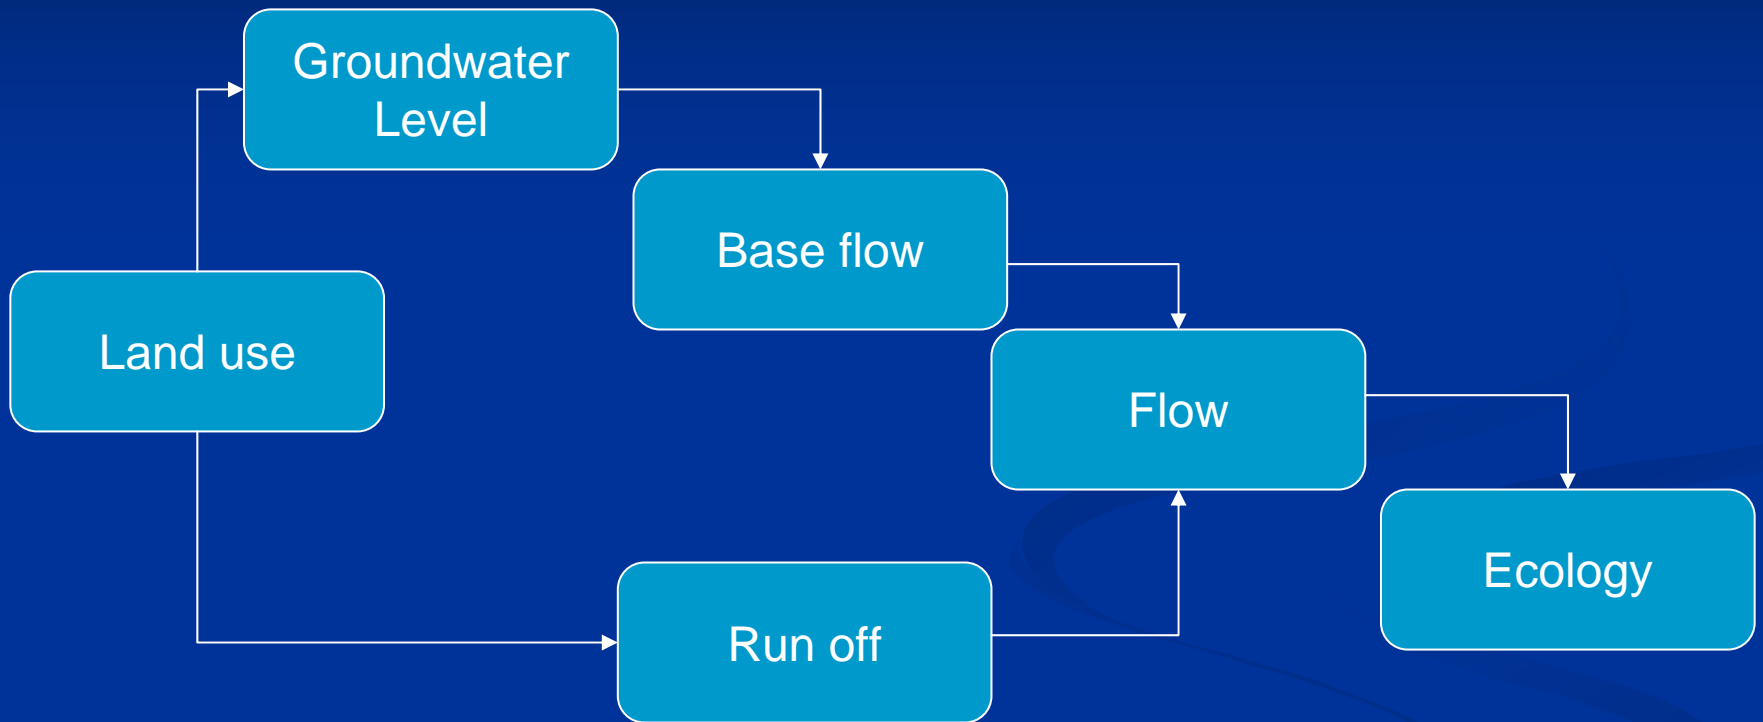 Groundwater
Level
Base flow
Land use
Flow
Ecology
Run off